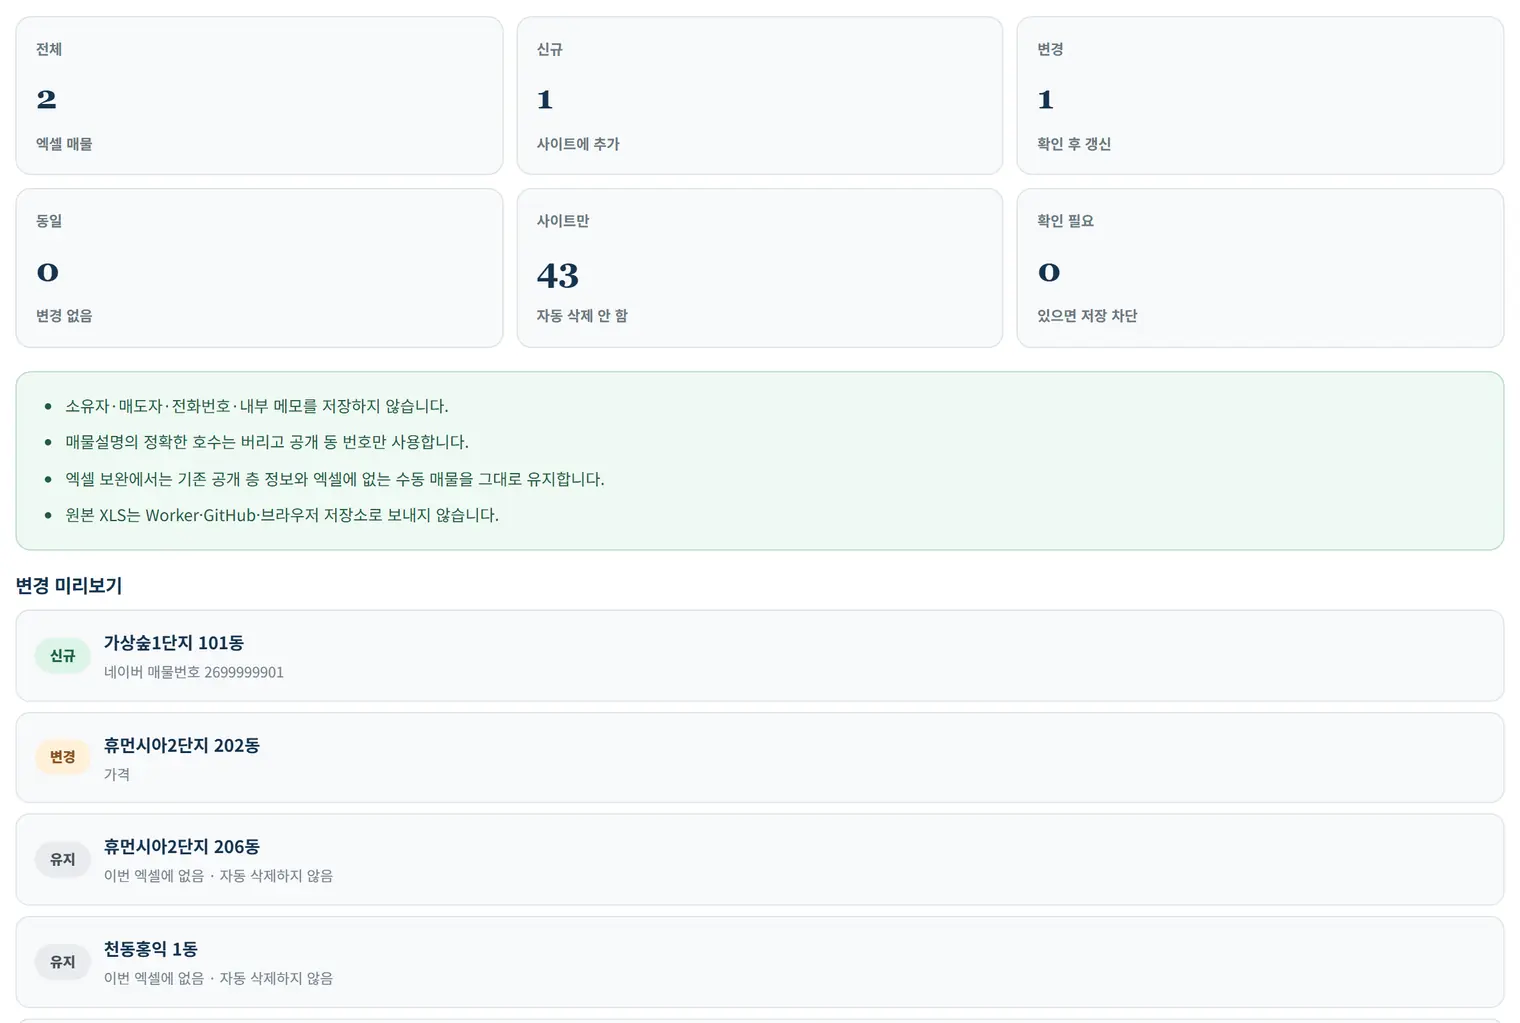 전체
2
엑셀 매물
신규
1
사이트에 추가
변경
1
확인 후 갱신
동일
0
변경 없음
사이트만
43
자동 삭제 안 함
확인 필요
0
있으면 저장 차단
소유자·매도자·전화번호·내부 메모를 저장하지 않습니다.
매물설명의 정확한 호수는 버리고 공개 동 번호만 사용합니다.
엑셀 보완에서는 기존 공개 층 정보와 엑셀에 없는 수동 매물을 그대로 유지합니다.
원본 XLS는 Worker·GitHub·브라우저 저장소로 보내지 않습니다.
변경 미리보기
신규
가상숲1단지 101동
네이버 매물번호 2699999901
변경
휴먼시아2단지 202동
가격
유지
휴먼시아2단지 206동
이번 엑셀에 없음 · 자동 삭제하지 않음
유지
천동홍익 1동
이번 엑셀에 없음 · 자동 삭제하지 않음